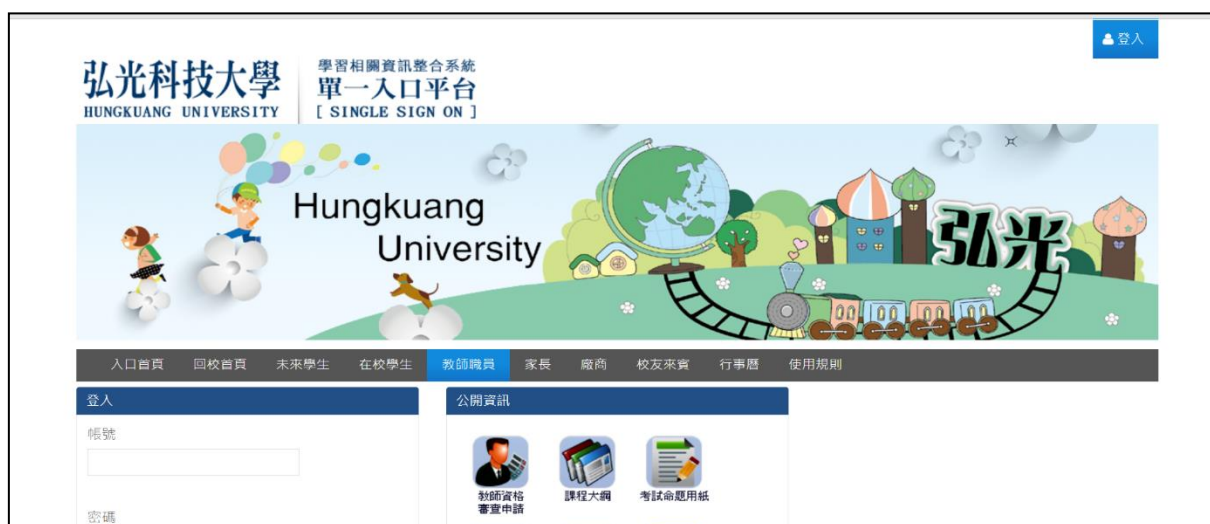 登入
弘光科技大學
HUNGKUANG UNIVERSITY
學習相關資訊整合系統
單一入口平台
[ SINGLE SIGN ON ]
Hungkuang
University
弘光
入口首頁 回校首頁 未來學生 在校學生 教師職員 家長 廠商 校友來賓 行事曆 使用規則
登入
帳號
密碼
公開資訊
教師資格
審查申請
課程大綱
考試命題用紙